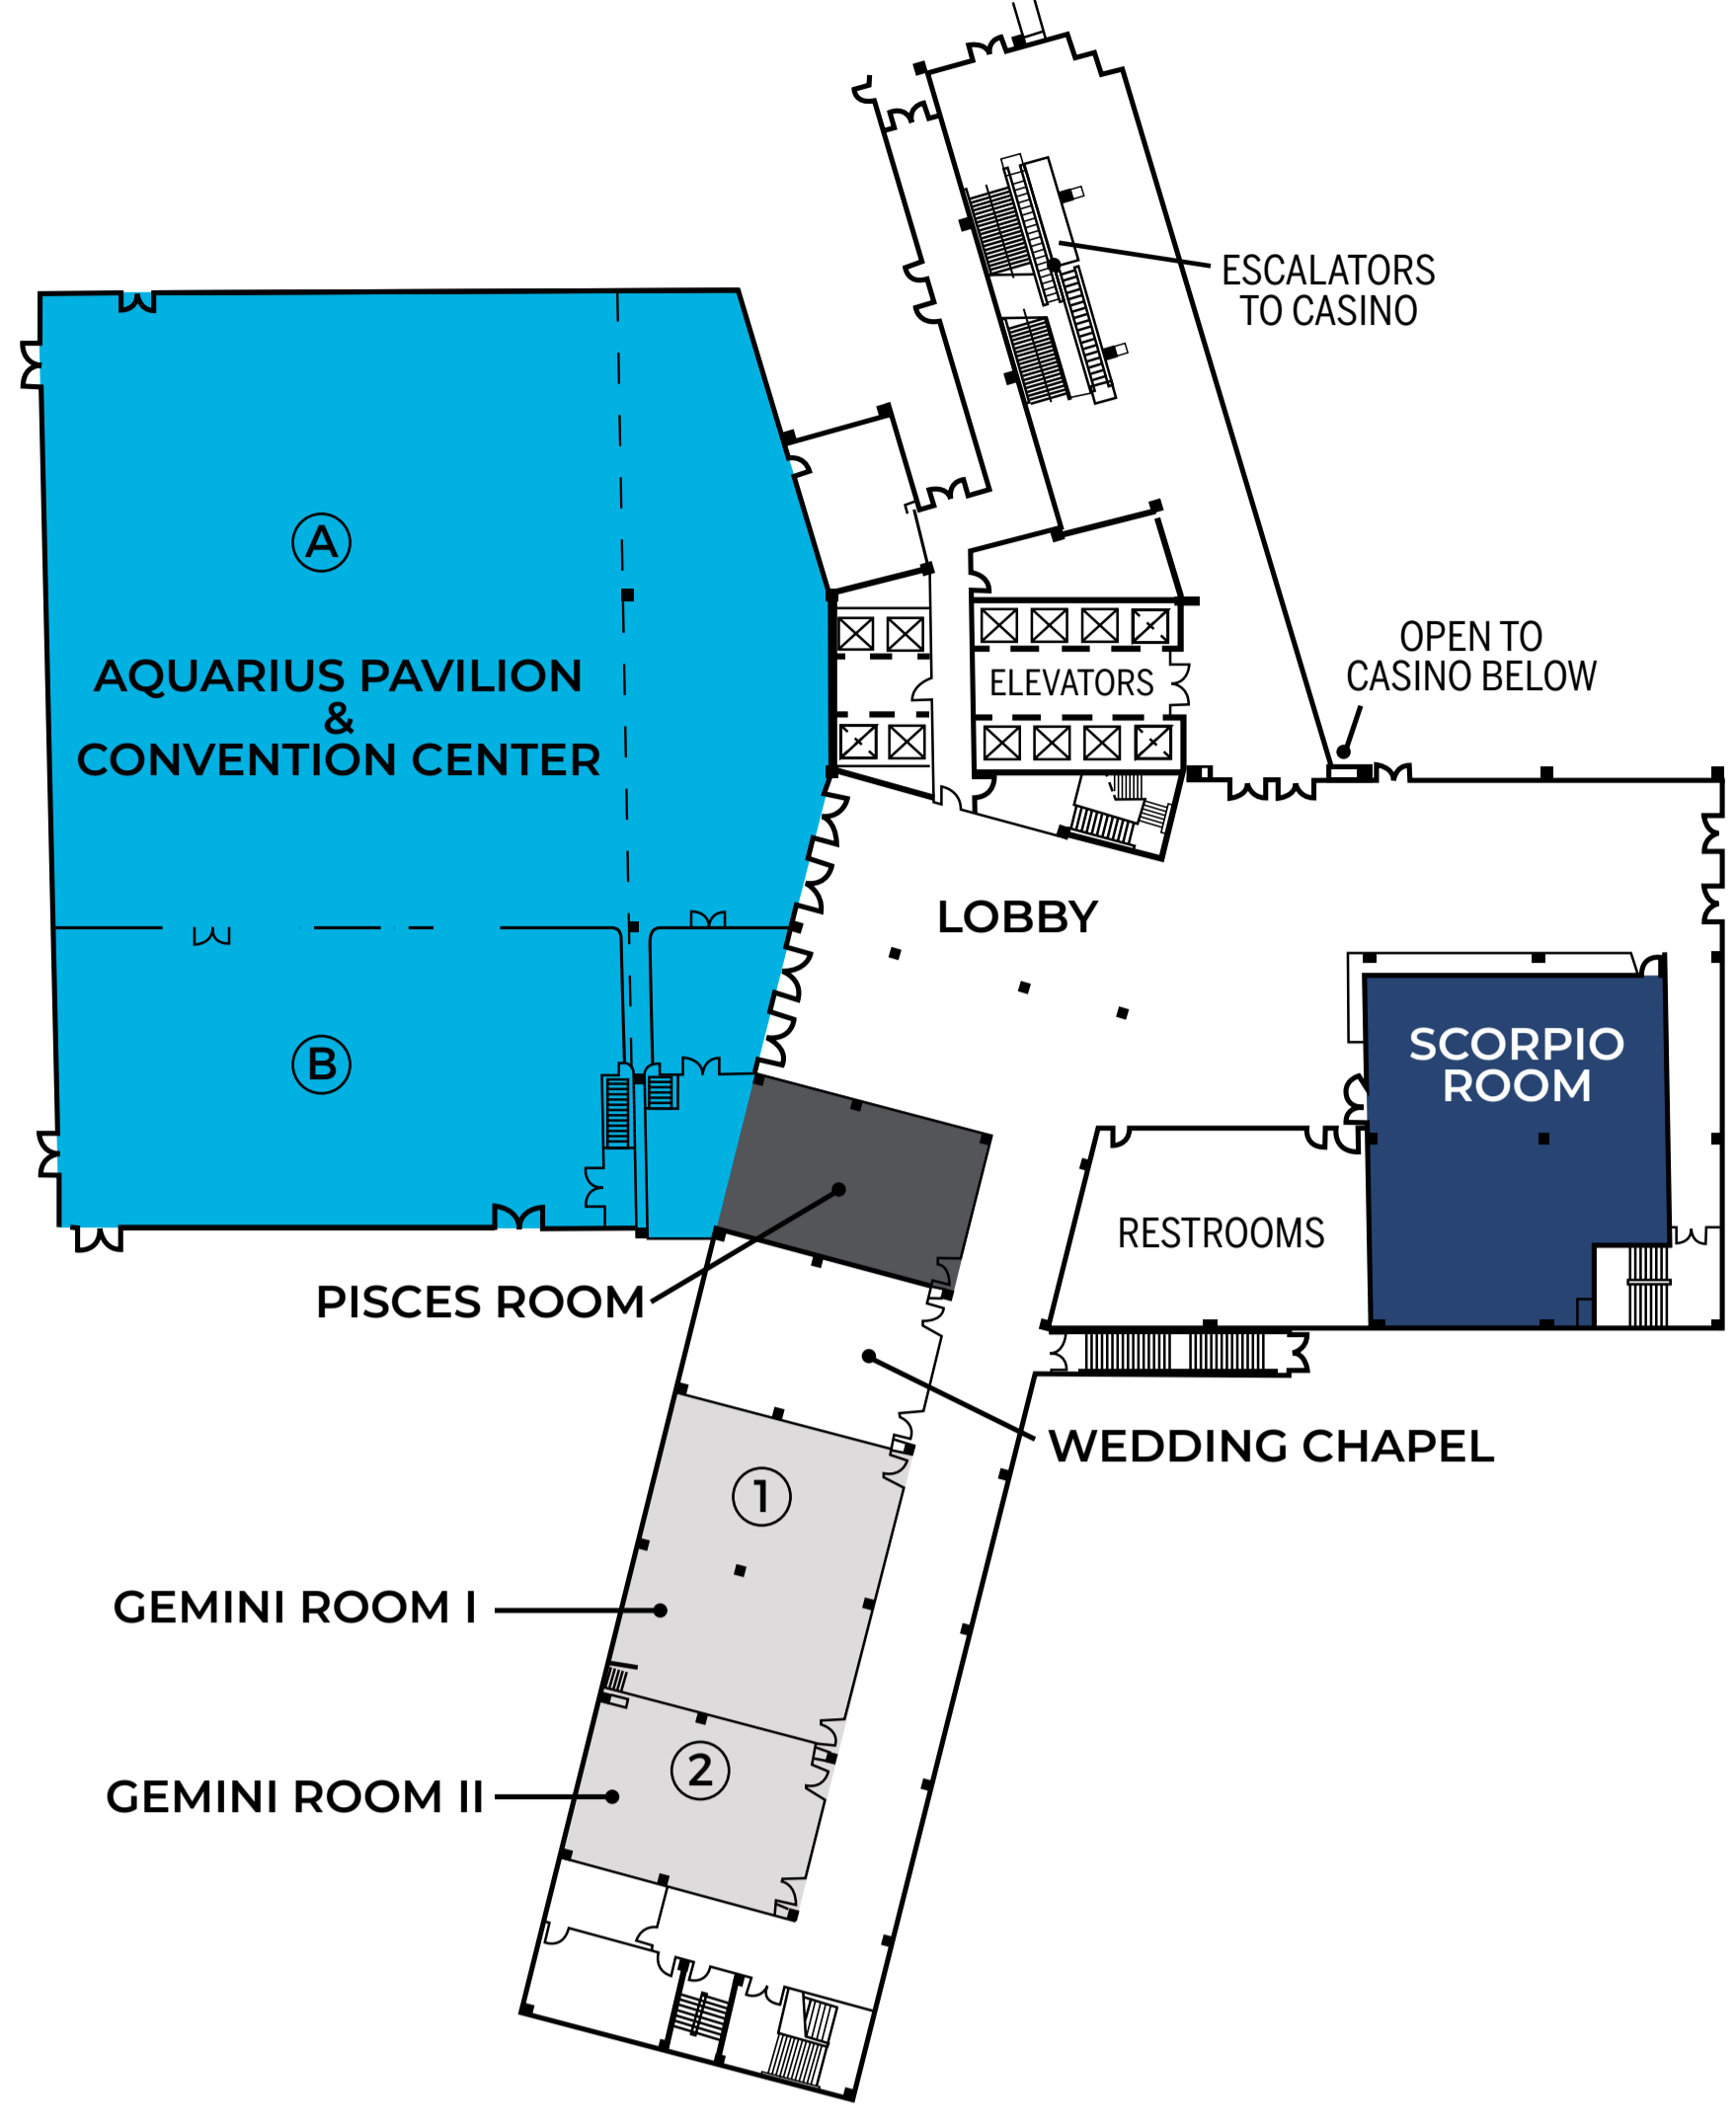 ESCALATORS
TO CASINO
A
OPEN TO
CASINO BELOW
AQUARIUS PAVILION
&
CONVENTION CENTER
ELEVATORS
LOBBY
B
SCORPIO
ROOM
RESTROOMS
PISCES ROOM
WEDDING CHAPEL
1
GEMINI ROOM I
2
GEMINI ROOM II